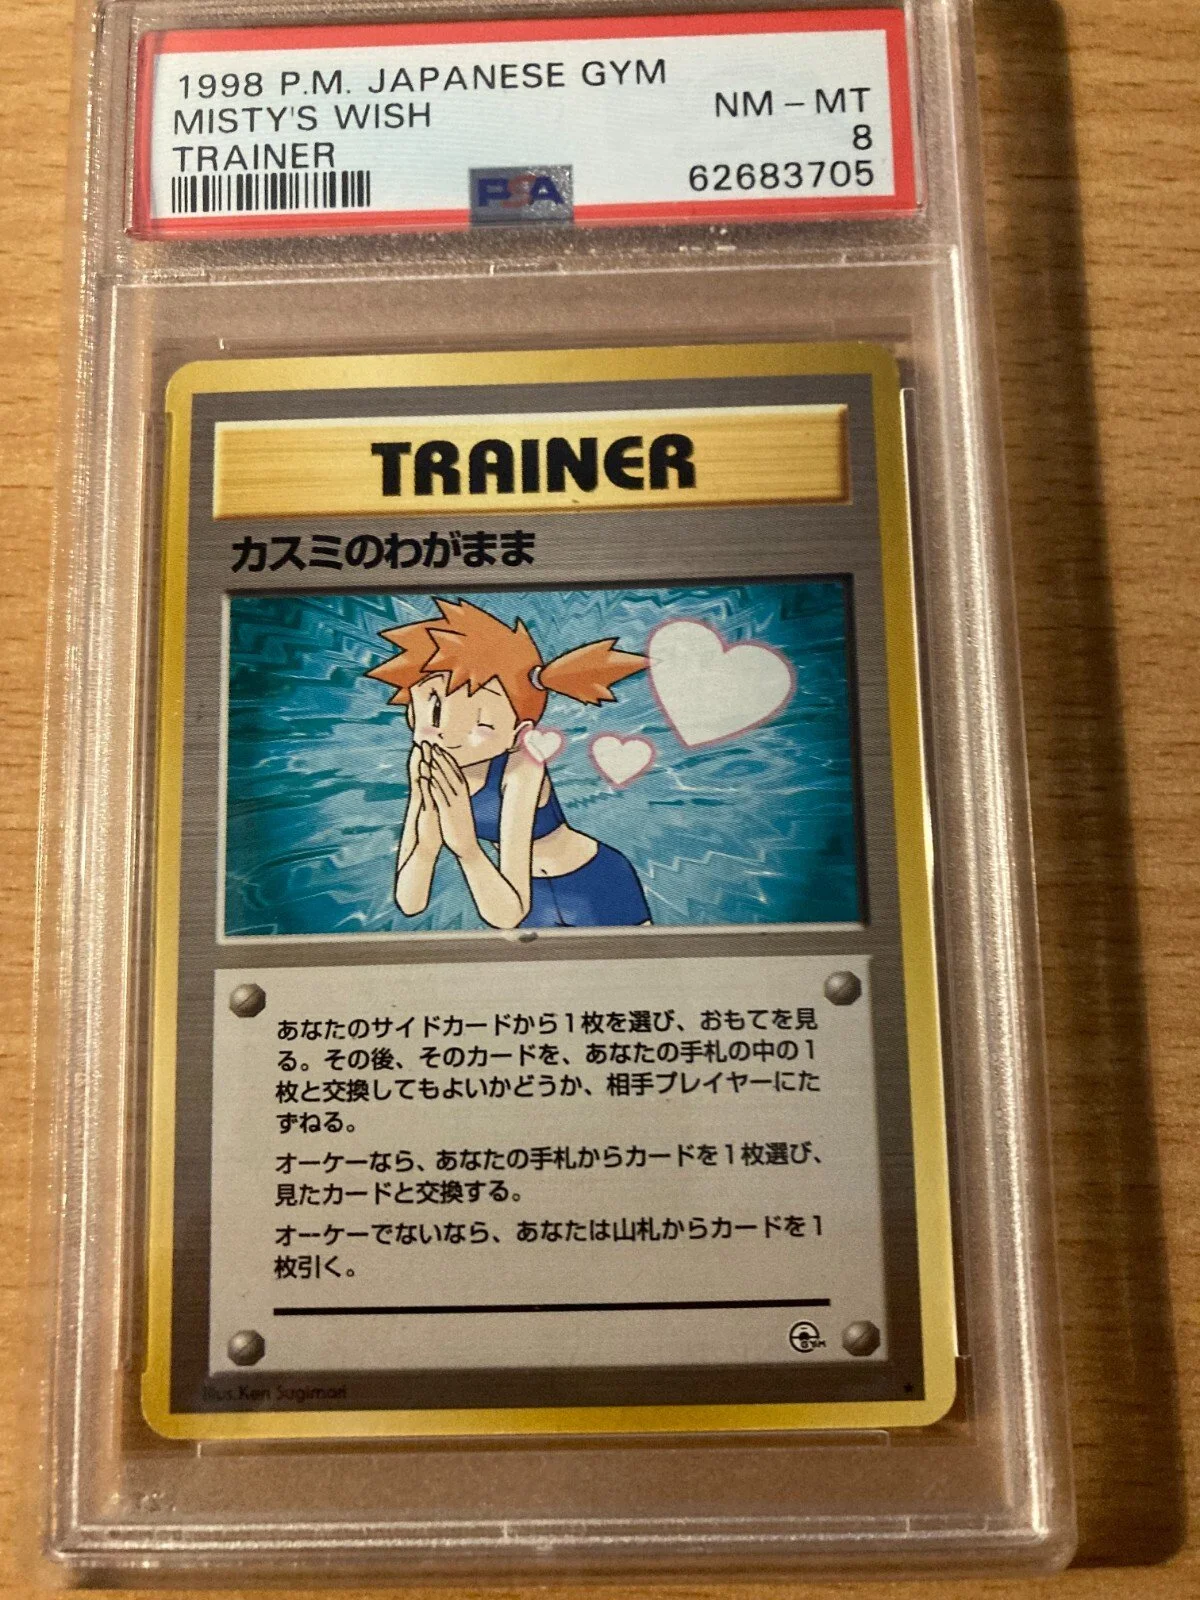 1998 P.M. JAPANESE GYM
MISTY'S WISH
NM – MT
TRAINER
8
PSA
62683705
TRAINER
カスミのわがまま
あなたのサイドカードから1枚を選び、おもてを見
る。その後、そのカードを、あなたの手札の中の1
枚と交換してもよいかどうか、相手プレイヤーにた
ずねる。
オーケーなら、あなたの手札からカードを1枚選び、
見たカードと交換する。
オーケーでないなら、あなたは山札からカードを1
枚引く。
GYM
Illus. Ken Sugimori